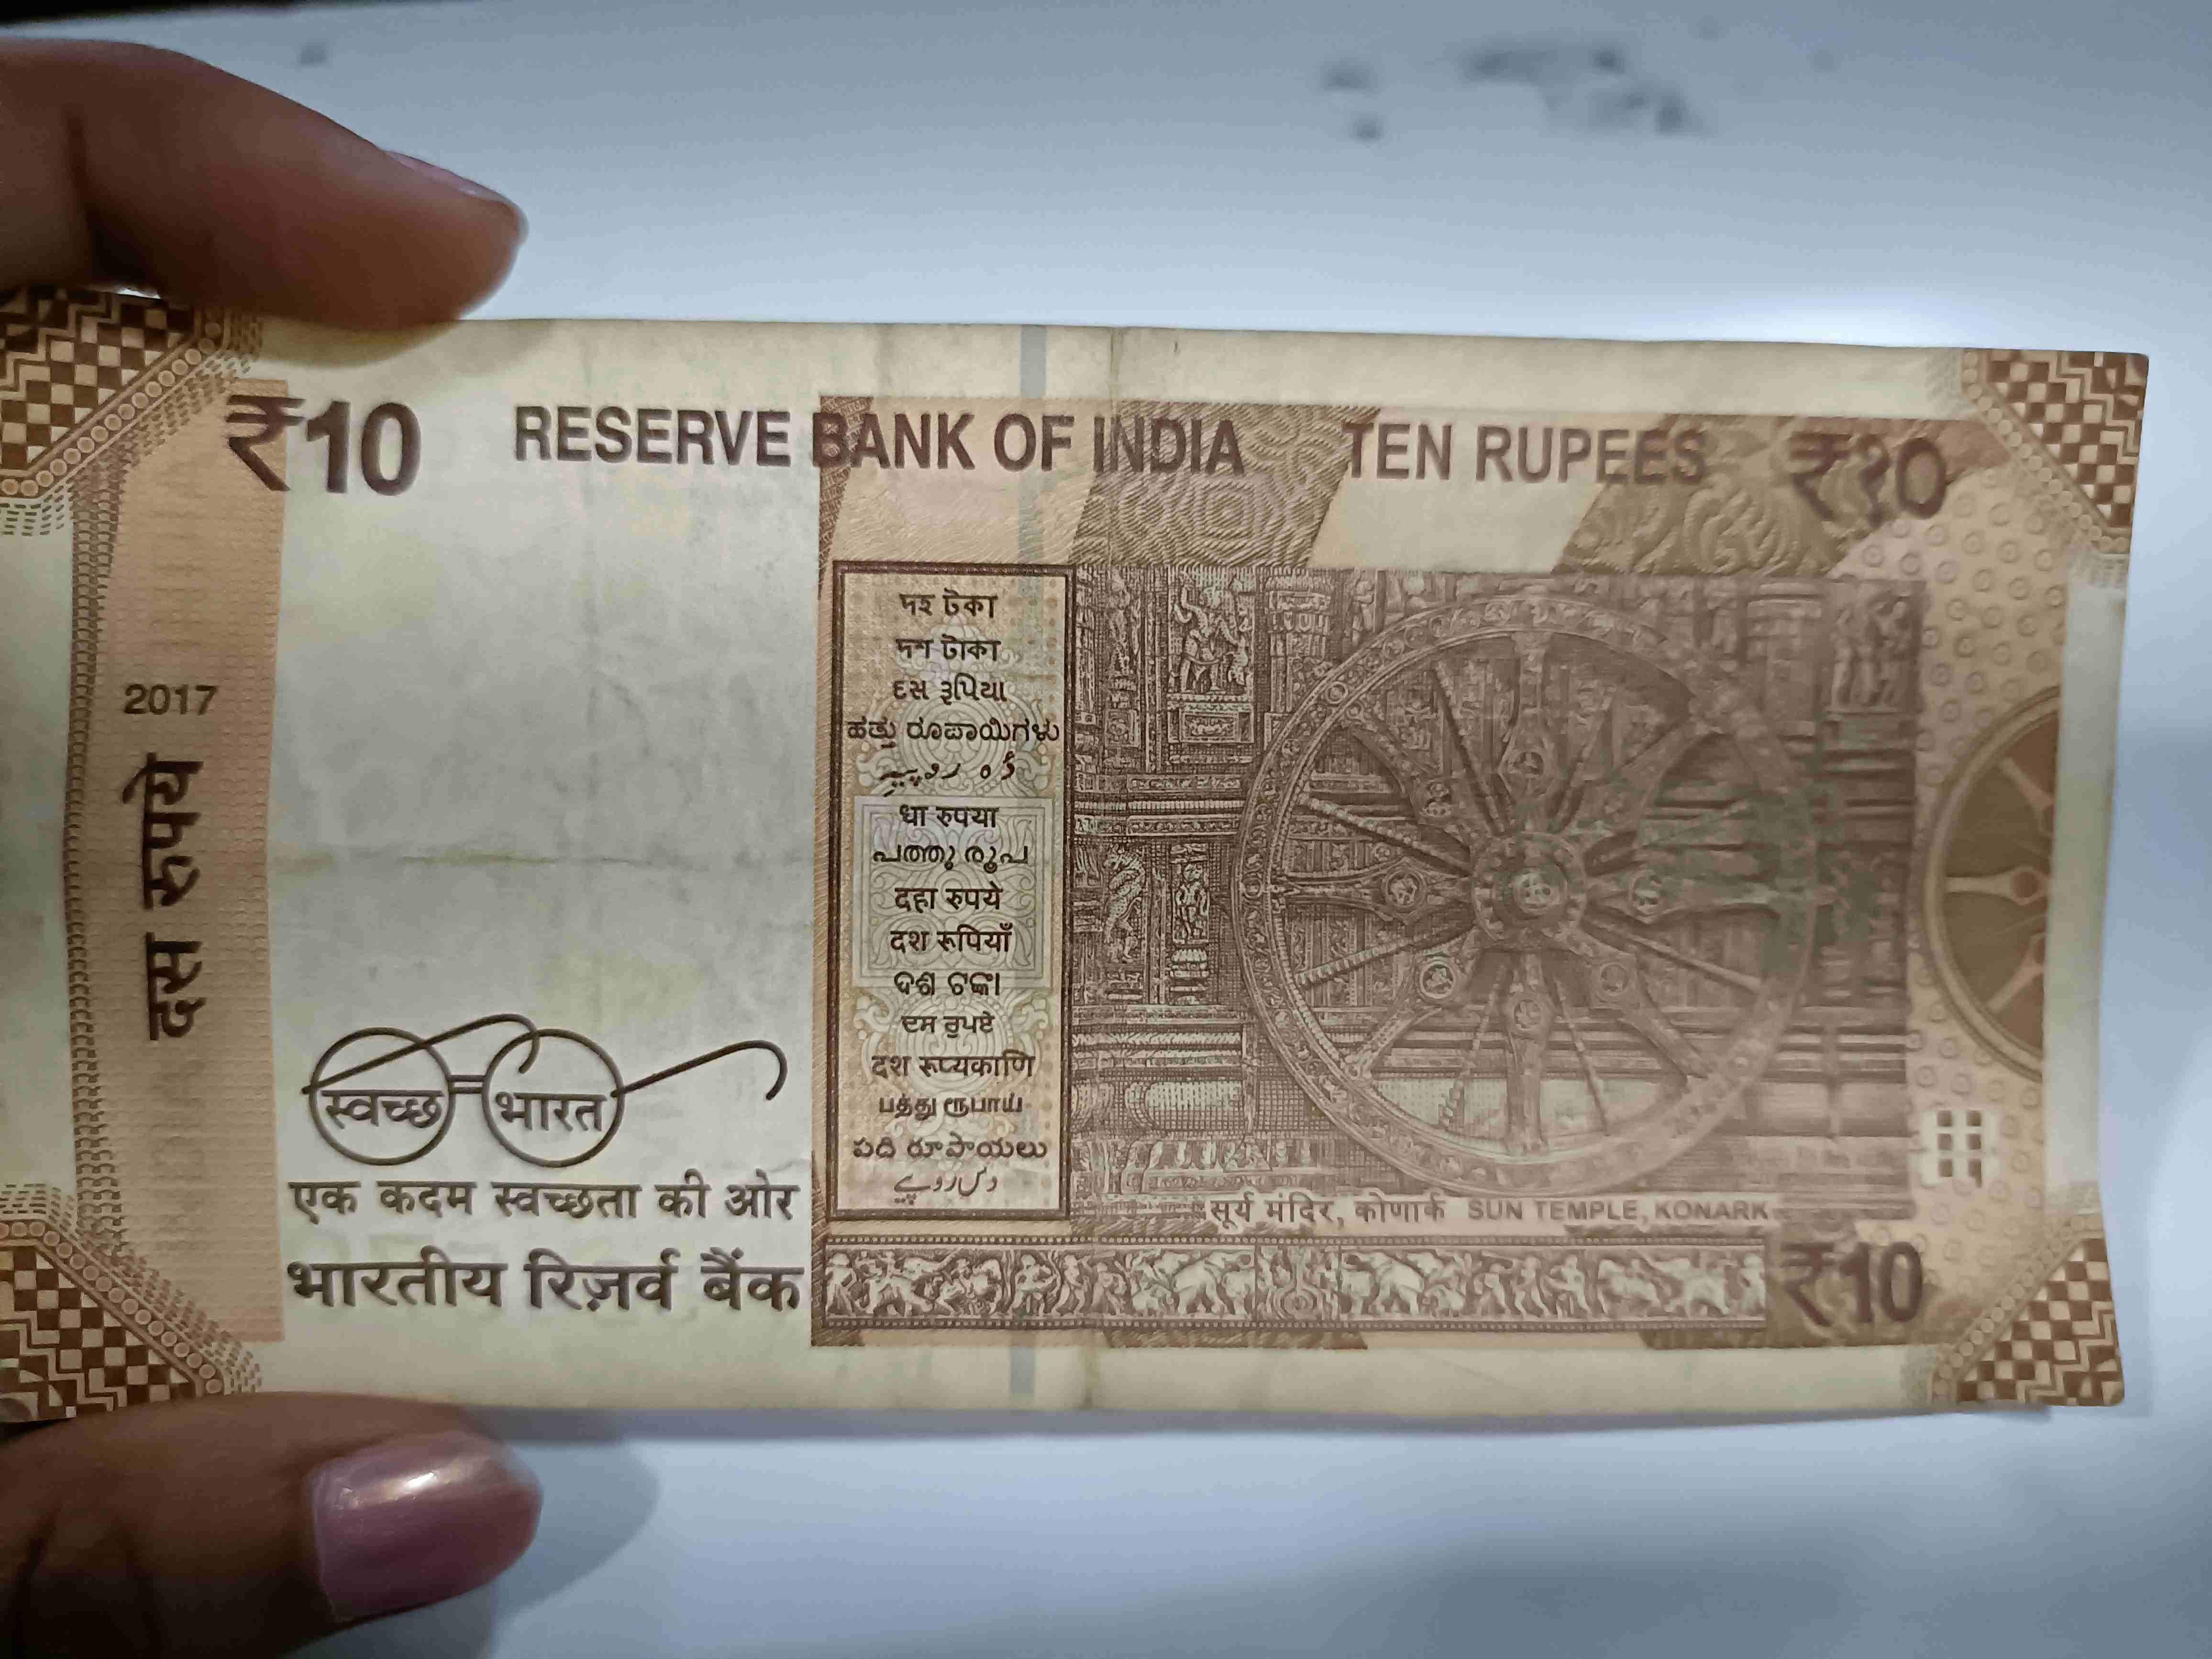 ₹10 RESERVE BANK OF INDIA TEN RUPEES ₹१०
2017
दस रुपये
দহ টকা
দশ টাকা
દસ રૂપિયા
ಹತ್ತು ರೂಪಾಯಿಗಳು
धा रुपया
പത്തു രൂപ
दहा रुपये
दश रूपियाँ
ଦଶ ଟଙ୍କା
ਦਸ ਰੁਪਏ
दश रूप्यकाणि
பத்து ரூபாய்
పది రూపాయలు
دس روپے
स्वच्छ भारत
एक कदम स्वच्छता की ओर
भारतीय रिज़र्व बैंक
सूर्य मंदिर, कोणार्क SUN TEMPLE, KONARK
₹10